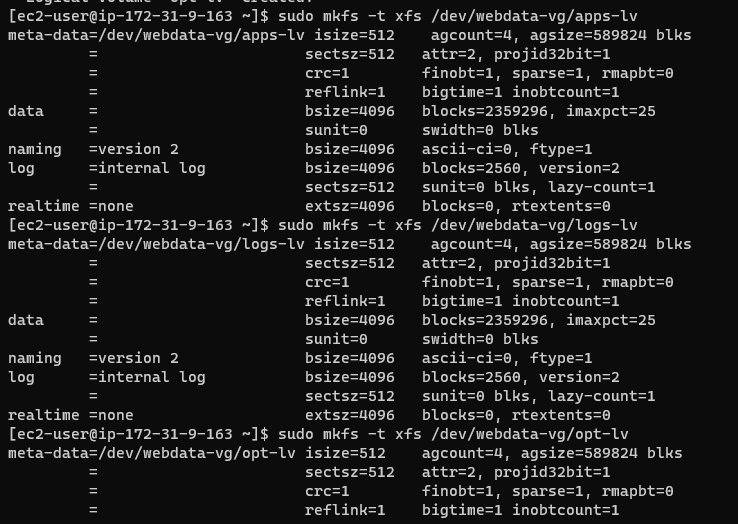 Logical volume "opt-lv" created.
[ec2-user@ip-172-31-9-163 ~]$ sudo mkfs -t xfs /dev/webdata-vg/apps-lv
meta-data=/dev/webdata-vg/apps-lv isize=512    agcount=4, agsize=589824 blks
         =                       sectsz=512   attr=2, projid32bit=1
         =                       crc=1        finobt=1, sparse=1, rmapbt=0
         =                       reflink=1    bigtime=1 inobtcount=1
data     =                       bsize=4096   blocks=2359296, imaxpct=25
         =                       sunit=0      swidth=0 blks
naming   =version 2              bsize=4096   ascii-ci=0, ftype=1
log      =internal log           bsize=4096   blocks=2560, version=2
         =                       sectsz=512   sunit=0 blks, lazy-count=1
realtime =none                   extsz=4096   blocks=0, rtextents=0
[ec2-user@ip-172-31-9-163 ~]$ sudo mkfs -t xfs /dev/webdata-vg/logs-lv
meta-data=/dev/webdata-vg/logs-lv isize=512     agcount=4, agsize=589824 blks
         =                       sectsz=512   attr=2, projid32bit=1
         =                       crc=1        finobt=1, sparse=1, rmapbt=0
         =                       reflink=1    bigtime=1 inobtcount=1
data     =                       bsize=4096   blocks=2359296, imaxpct=25
         =                       sunit=0      swidth=0 blks
naming   =version 2              bsize=4096   ascii-ci=0, ftype=1
log      =internal log           bsize=4096   blocks=2560, version=2
         =                       sectsz=512   sunit=0 blks, lazy-count=1
realtime =none                   extsz=4096   blocks=0, rtextents=0
[ec2-user@ip-172-31-9-163 ~]$ sudo mkfs -t xfs /dev/webdata-vg/opt-lv
meta-data=/dev/webdata-vg/opt-lv isize=512    agcount=4, agsize=589824 blks
         =                       sectsz=512   attr=2, projid32bit=1
         =                       crc=1        finobt=1, sparse=1, rmapbt=0
         =                       reflink=1    bigtime=1 inobtcount=1